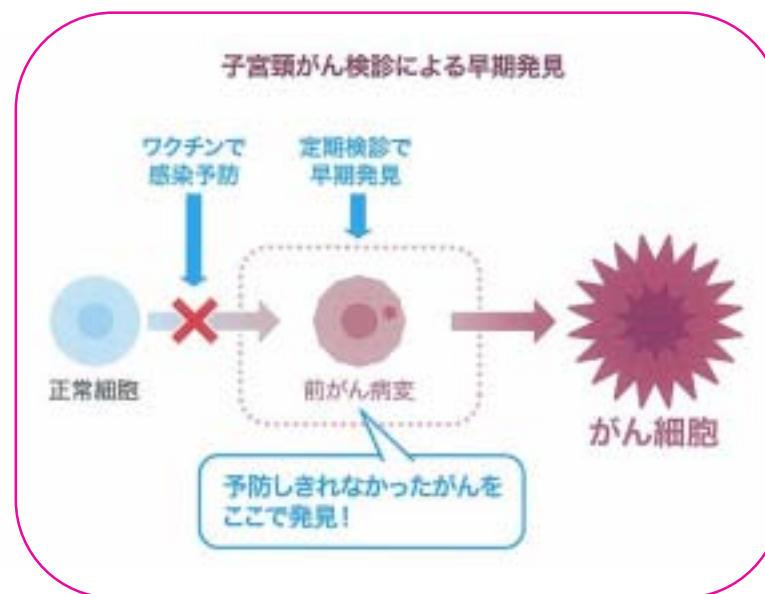 子宮頸がん検診による早期発見
ワクチンで
感染予防
定期検診で
早期発見
正常細胞
前がん病変
がん細胞
予防しきれなかったがんを
ここで発見！